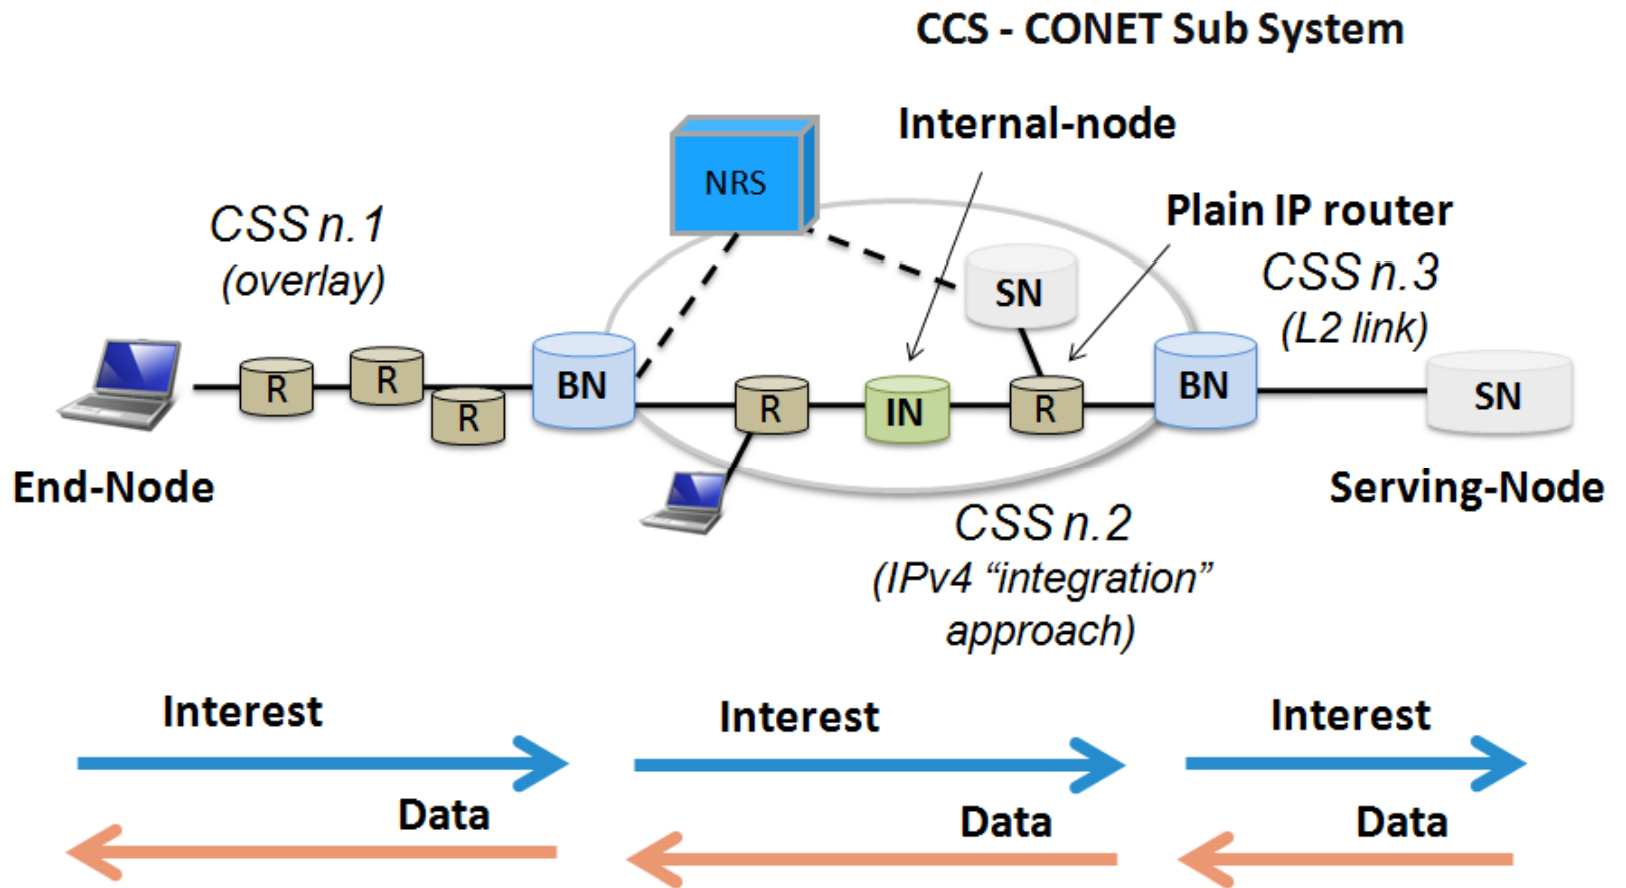 CCS - CONET Sub System
Internal-node
NRS
Plain IP router
CSS n.1
(overlay)
CSS n.3
(L2 link)
SN
R
R
R
BN
R
IN
R
BN
SN
End-Node
Serving-Node
CSS n.2
(IPv4 “integration”
approach)
Interest
Interest
Interest
Data
Data
Data